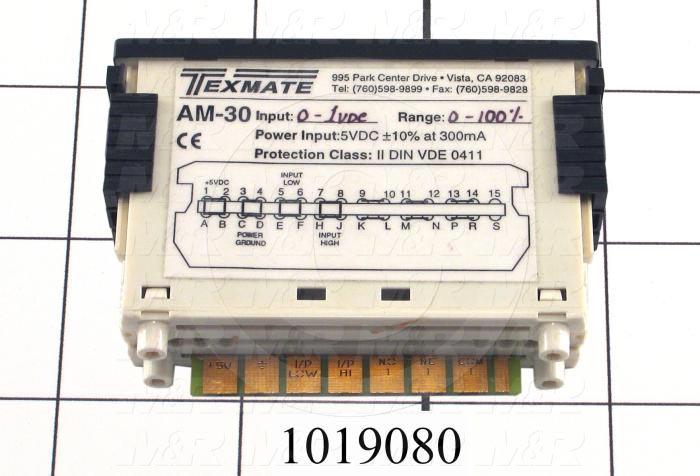 TEXMATE
995 Park Center Drive • Vista, CA 92083
Tel: (760)598-9899 • Fax: (760)598-9828
AM-30 Input: 0-1VDC Range: 0-100%
CE Power Input:5VDC ±10% at 300mA
Protection Class: II DIN VDE 0411
+5VDC INPUT LOW
1 2 3 4 5 6 7 8 9 10 11 12 13 14 15
A B C D E F H J K L M N P R S
POWER GROUND INPUT HIGH
+5V I/P LOW I/P HI NO 1 COM 1
1019080